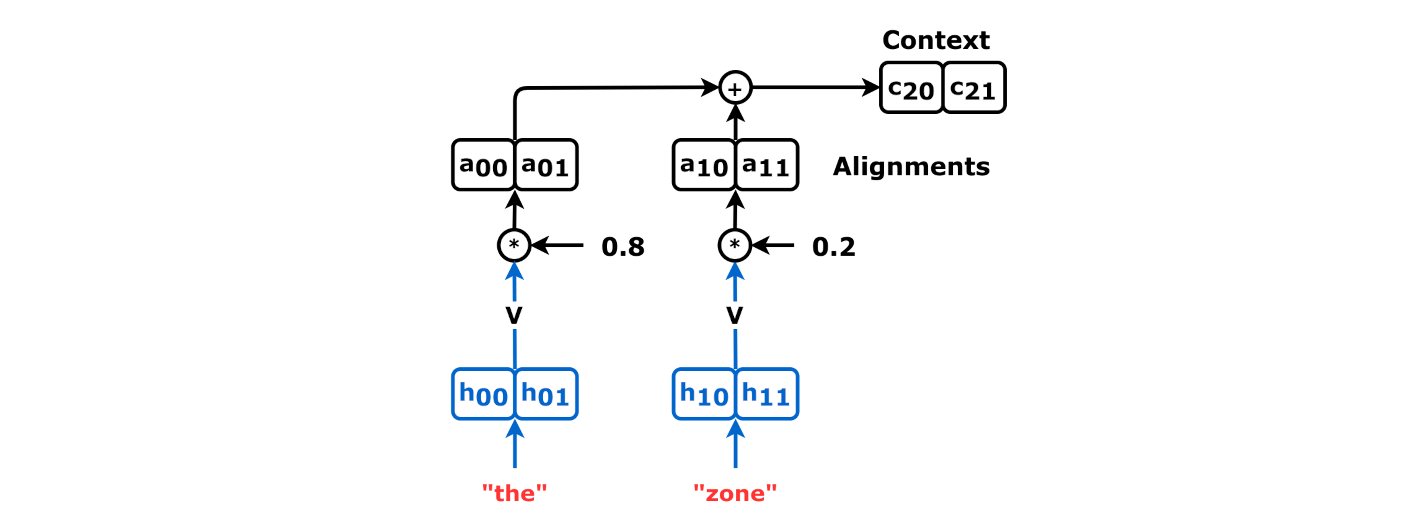 Context
c20 c21
+
a00 a01 a10 a11 Alignments
* 0.8 * 0.2
V V
h00 h01 h10 h11
"the" "zone"